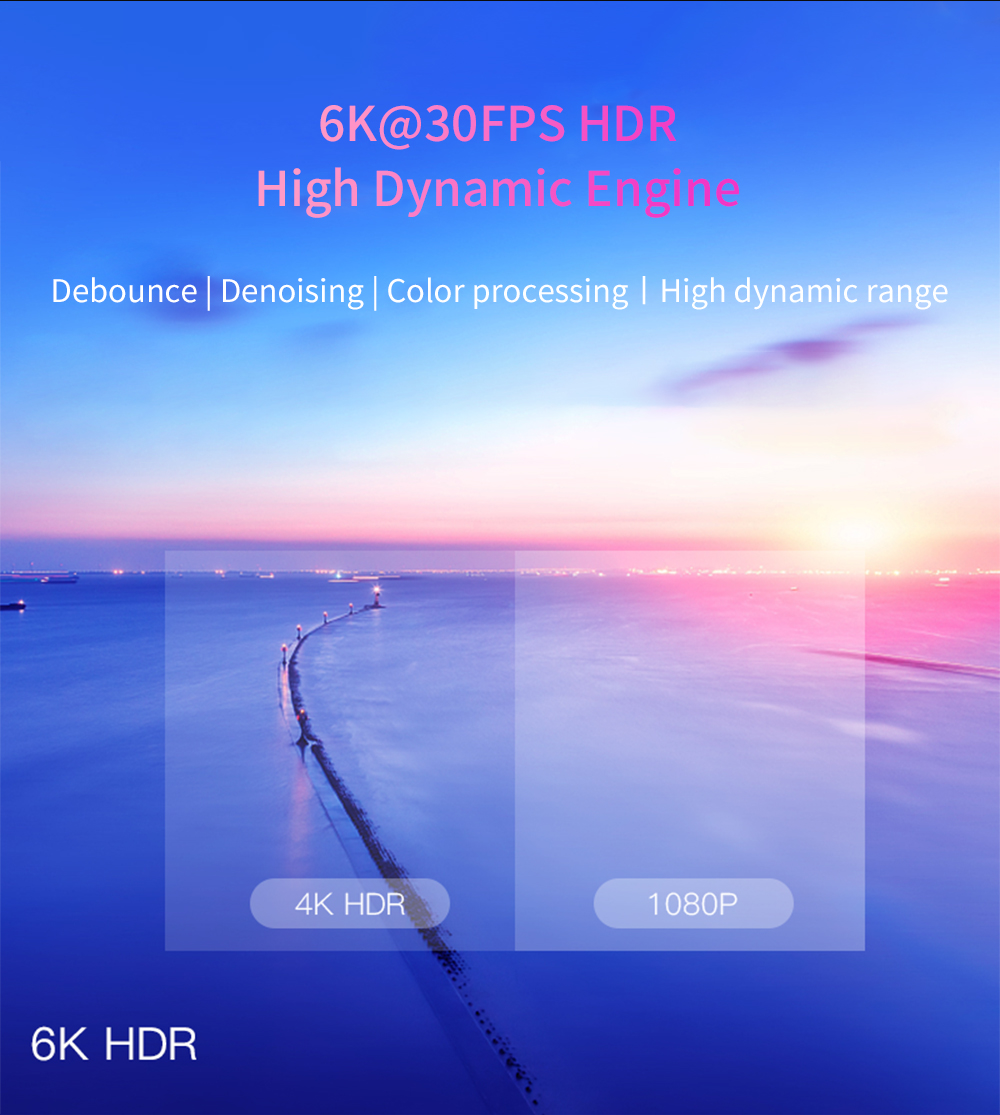 6K@30FPS HDR
High Dynamic Engine
Debounce | Denoising | Color processing | High dynamic range
4K HDR
1080P
6K HDR